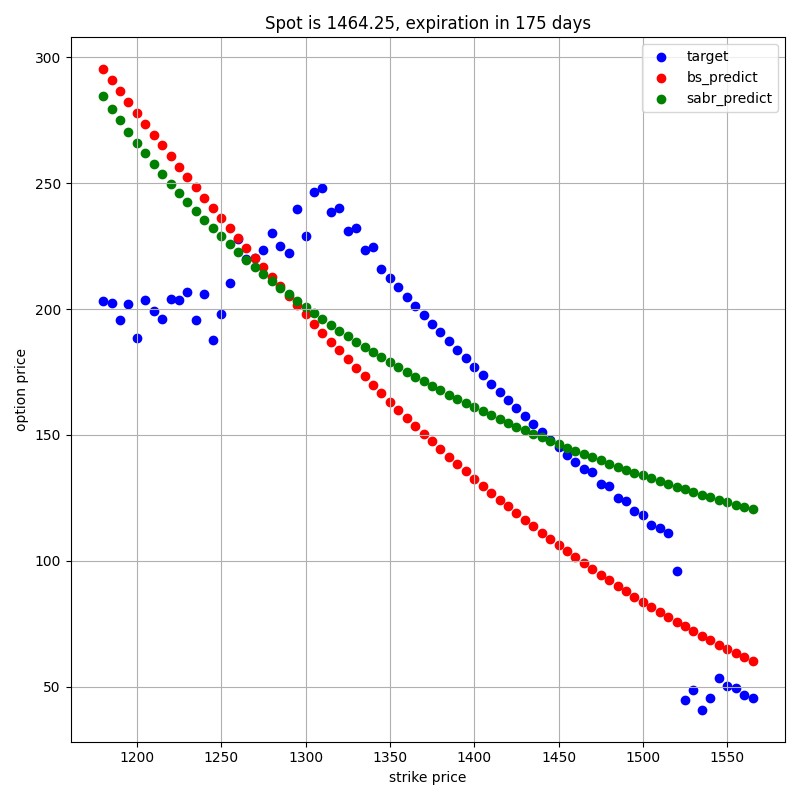 Spot is 1464.25, expiration in 175 days
target
bs_predict
sabr_predict
option price
300
250
200
150
100
50
1200 1250 1300 1350 1400 1450 1500 1550
strike price